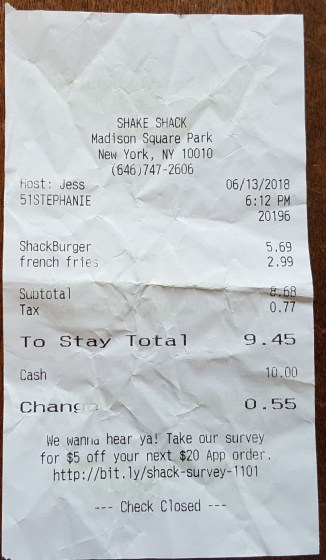 SHAKE SHACK
Madison Square Park
New York, NY 10010
(646)747-2606
Host: Jess 06/13/2018
51STEPHANIE 6:12 PM
20196
ShackBurger 5.69
french fries 2.99
Subtotal 8.68
Tax 0.77
To Stay Total 9.45
Cash 10.00
Change 0.55
We wanna hear ya! Take our survey
for $5 off your next $20 App order.
http://bit.ly/shack-survey-1101
--- Check Closed ---